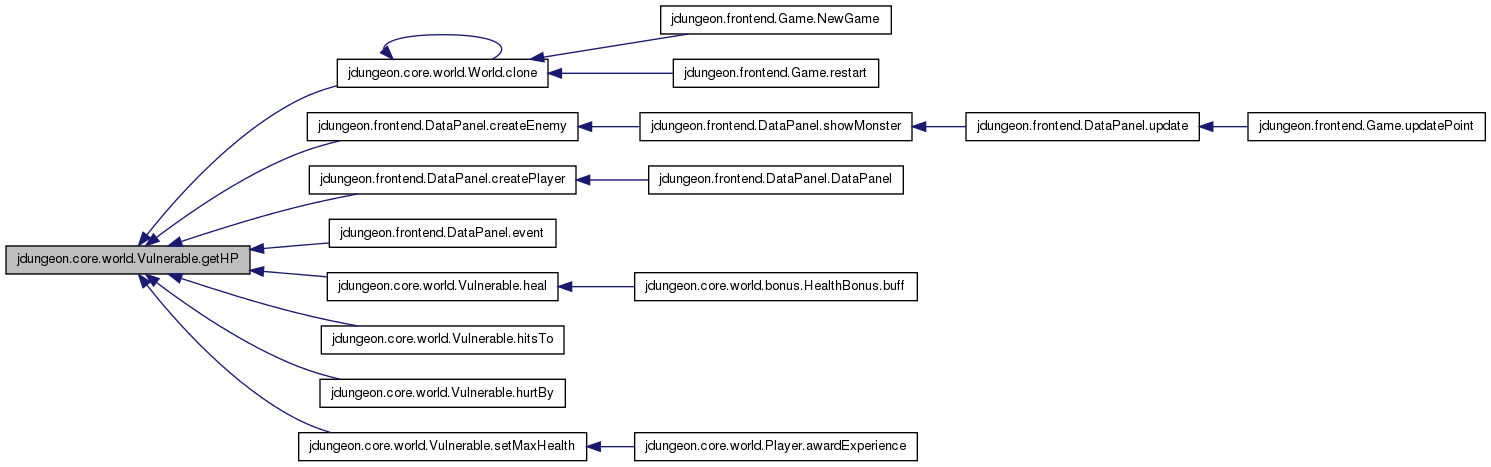 jdungeon.frontend.Game.NewGame
jdungeon.core.world.World.clone
jdungeon.frontend.Game.restart
jdungeon.frontend.DataPanel.createEnemy
jdungeon.frontend.DataPanel.showMonster
jdungeon.frontend.DataPanel.update
jdungeon.frontend.Game.updatePoint
jdungeon.frontend.DataPanel.createPlayer
jdungeon.frontend.DataPanel.DataPanel
jdungeon.frontend.DataPanel.event
jdungeon.core.world.Vulnerable.getHP
jdungeon.core.world.Vulnerable.heal
jdungeon.core.world.bonus.HealthBonus.buff
jdungeon.core.world.Vulnerable.hitsTo
jdungeon.core.world.Vulnerable.hurtBy
jdungeon.core.world.Vulnerable.setMaxHealth
jdungeon.core.world.Player.awardExperience